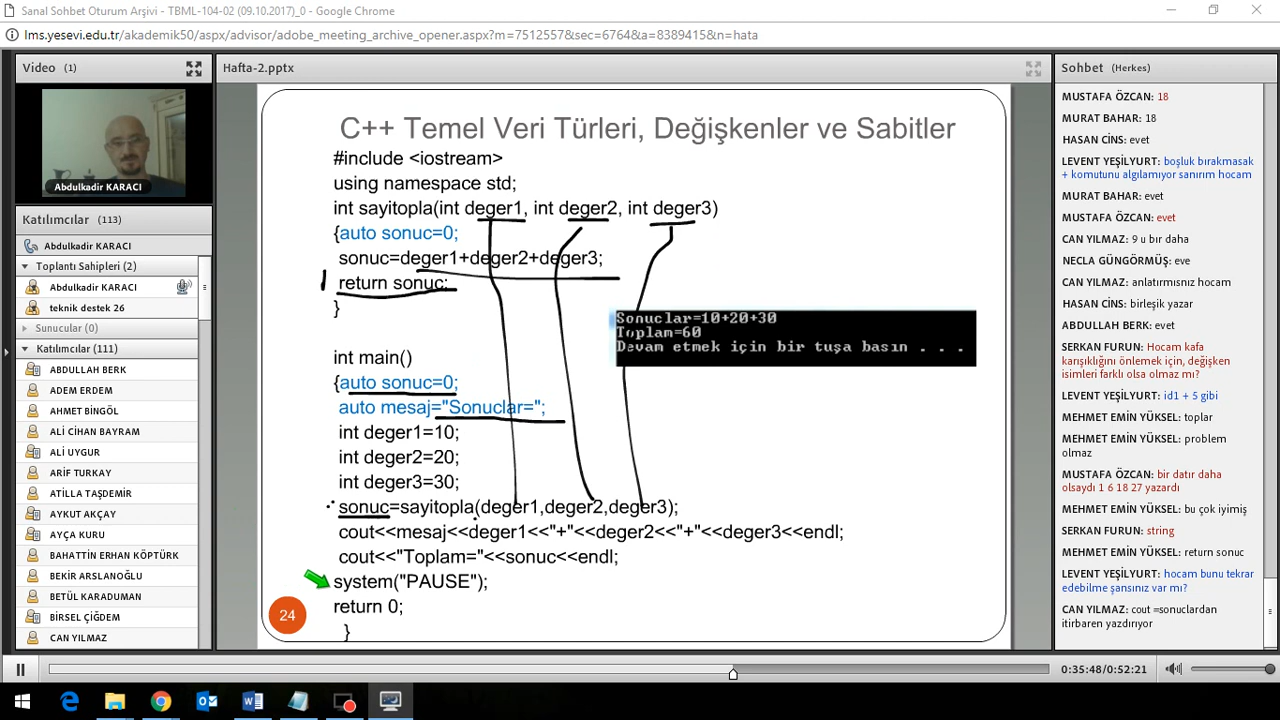 Sanal Sohbet Oturum Arşivi - TBML-104-02 (09.10.2017)_0 - Google Chrome
lms.yesevi.edu.tr/akademik50/aspx/advisor/adobe_meeting_archive_opener.aspx?m=7512557&sec=6764&a=8389415&n=hata
Video (1)
Abdulkadir KARACI
Katılımcılar (113)
Abdulkadir KARACI
Toplantı Sahipleri (2)
Abdulkadir KARACI
teknik destek 26
Sunucular (0)
Katılımcılar (111)
ABDULLAH BERK
ADEM ERDEM
AHMET BİNGÖL
ALİ CİHAN BAYRAM
ALİ UYGUR
ARİF TURKAY
ATİLLA TAŞDEMİR
AYKUT AKÇAY
AYÇA KURU
BAHATTİN ERHAN KÖPTÜRK
BEKİR ARSLANOĞLU
BETÜL KARADUMAN
BİRSEL ÇİĞDEM
CAN YILMAZ
Hafta-2.pptx
C++ Temel Veri Türleri, Değişkenler ve Sabitler
#include <iostream>
using namespace std;
int sayitopla(int deger1, int deger2, int deger3)
{auto sonuc=0;
sonuc=deger1+deger2+deger3;
return sonuc;
}
int main()
{auto sonuc=0;
auto mesaj="Sonuclar=";
int deger1=10;
int deger2=20;
int deger3=30;
sonuc=sayitopla(deger1,deger2,deger3);
cout<<mesaj<<deger1<<"+"<<deger2<<"+"<<deger3<<endl;
cout<<"Toplam="<<sonuc<<endl;
system("PAUSE");
return 0;
}
24
Sonuclar=10+20+30
Toplam=60
Devam etmek için bir tuşa basın . . .
Sohbet (Herkes)
MUSTAFA ÖZCAN: 18
MURAT BAHAR: 18
HASAN CİNS: evet
LEVENT YEŞİLYURT: boşluk bırakmasak
+ komutunu algılamıyor sanırım hocam
MURAT BAHAR: evet
MUSTAFA ÖZCAN: evet
CAN YILMAZ: 9 u bır daha
NECLA GÜNGÖRMÜŞ: eve
CAN YILMAZ: anlatırmısınız hocam
HASAN CİNS: birleşik yazar
ABDULLAH BERK: evet
SERKAN FURUN: Hocam kafa
karışıklığını önlemek için, değişken
isimleri farklı olsa olmaz mı?
LEVENT YEŞİLYURT: id1 + 5 gibi
MEHMET EMİN YÜKSEL: toplar
MEHMET EMİN YÜKSEL: problem
olmaz
MUSTAFA ÖZCAN: bir datır daha
olsaydı 1 6 18 27 yazardı
MEHMET EMİN YÜKSEL: bu çok iyimiş
SERKAN FURUN: string
MEHMET EMİN YÜKSEL: return sonuc
LEVENT YEŞİLYURT: hocam bunu tekrar
edebilme şansınız var mı?
CAN YILMAZ: cout =sonuclardan
itirbaren yazdırıyor
0:35:48/0:52:21